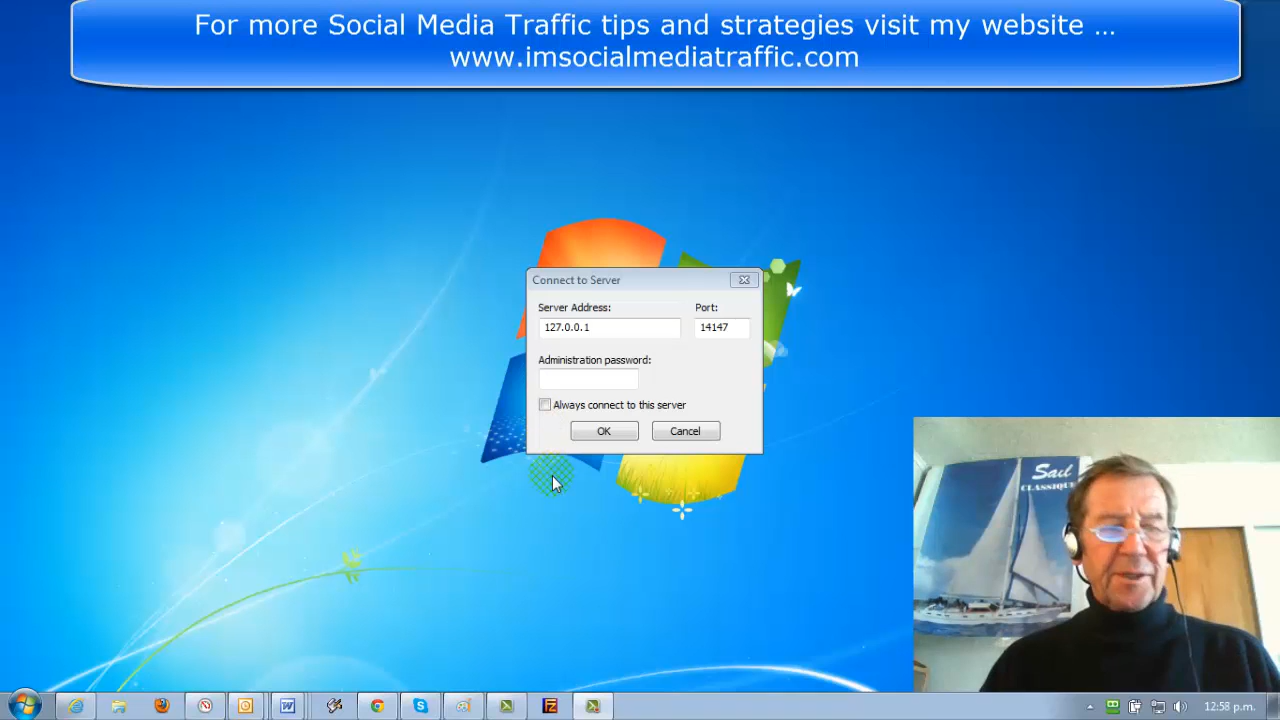 For more Social Media Traffic tips and strategies visit my website ...
www.imsocialmediatraffic.com
Connect to Server
Server Address:
Port:
127.0.0.1
14147
Administration password:
Always connect to this server
OK
Cancel
Sail
CLASSIQUE
12:58 p.m.